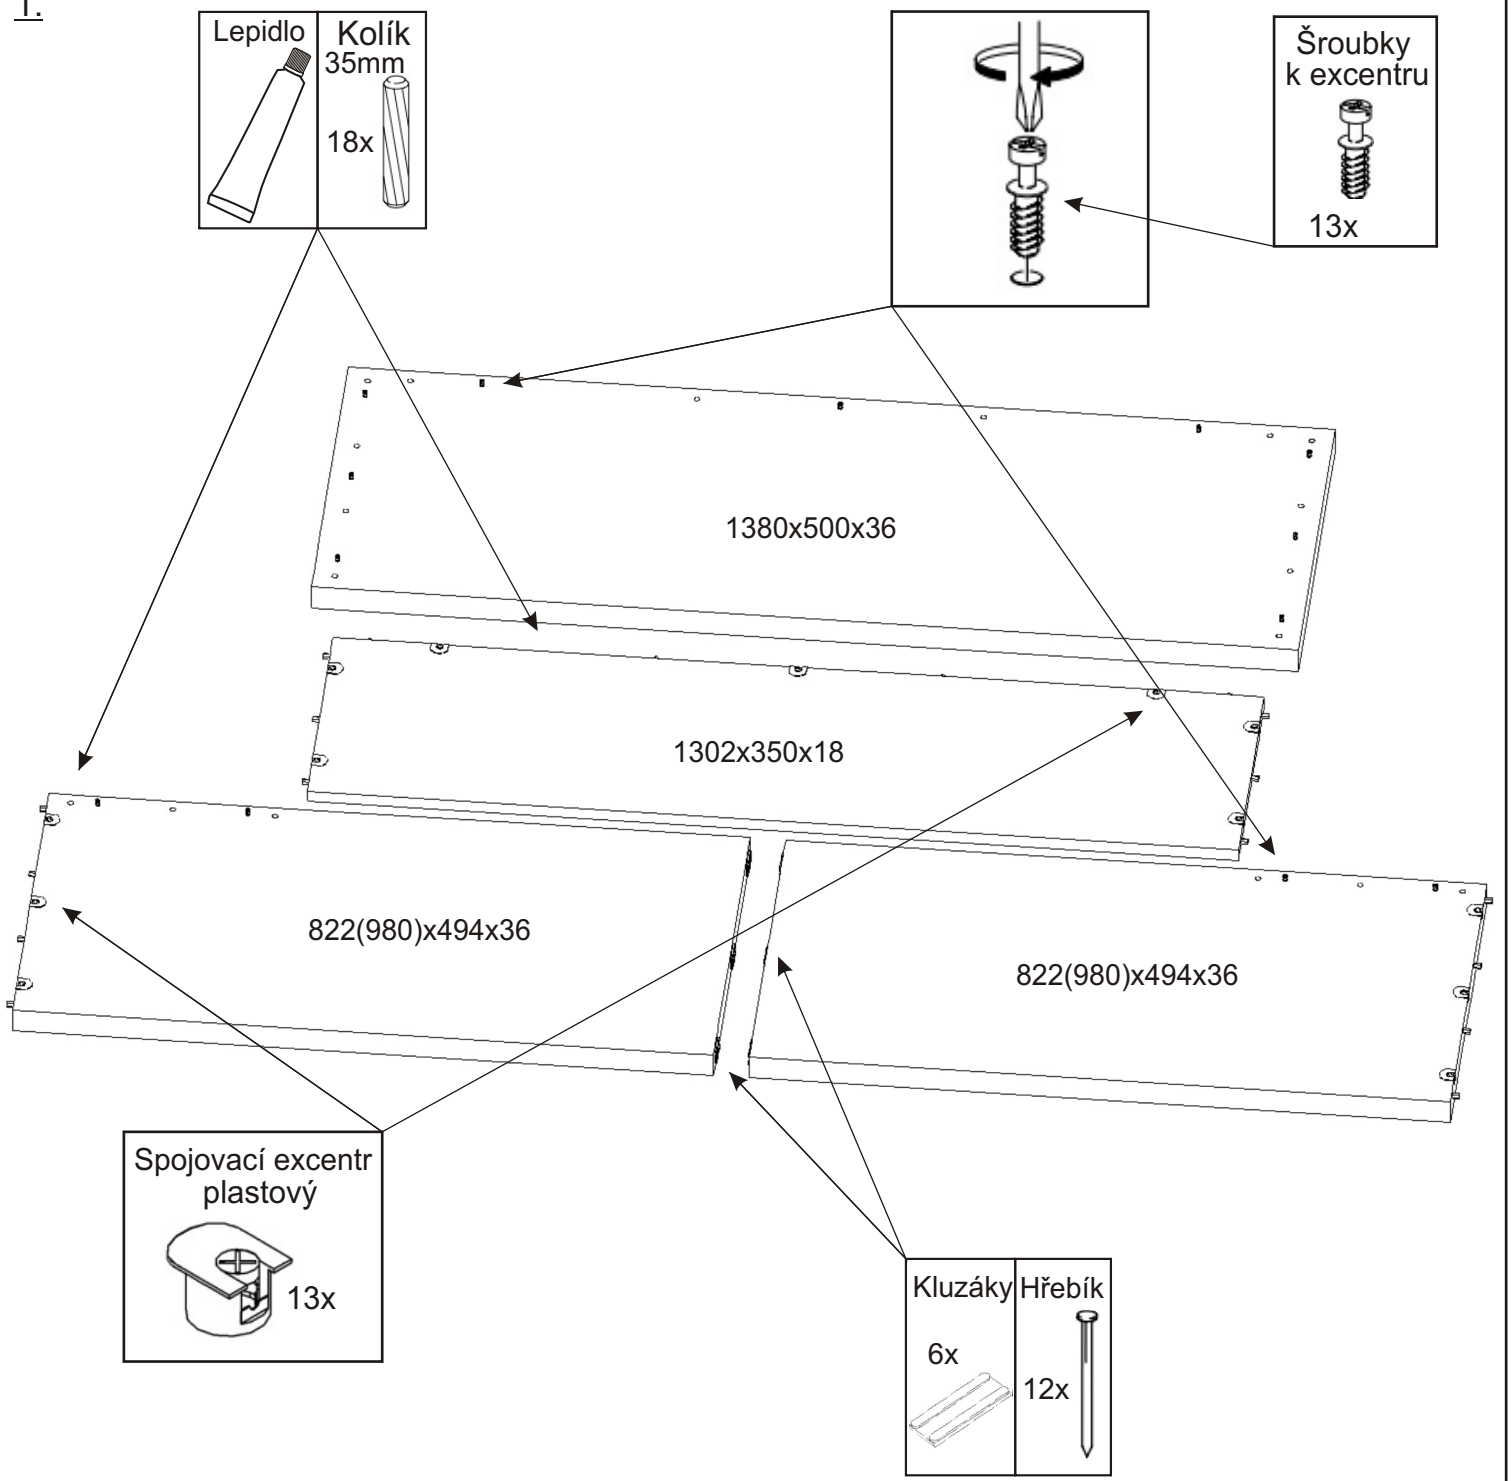 1.
Lepidlo
Kolík
35mm
18x
Šroubky
k excentru
13x
1380x500x36
1302x350x18
822(980)x494x36
822(980)x494x36
Spojovací excentr
plastový
13x
Kluzáky
6x
Hřebík
12x